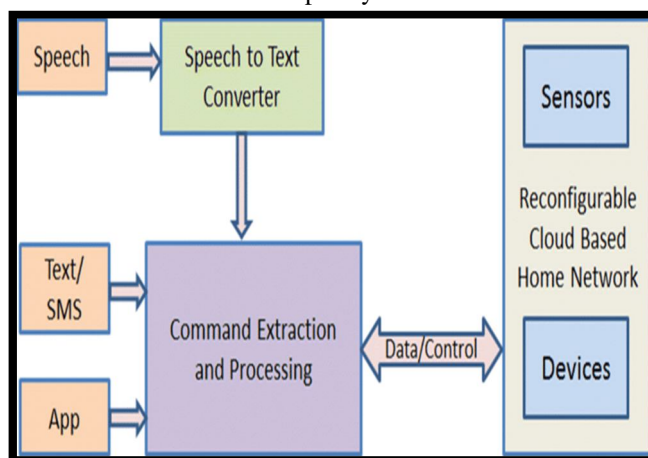 Speech
Speech to Text
Converter
Sensors
Reconfigurable
Cloud Based
Home Network
Text/
SMS
Command Extraction
and Processing
Data/Control
Devices
App